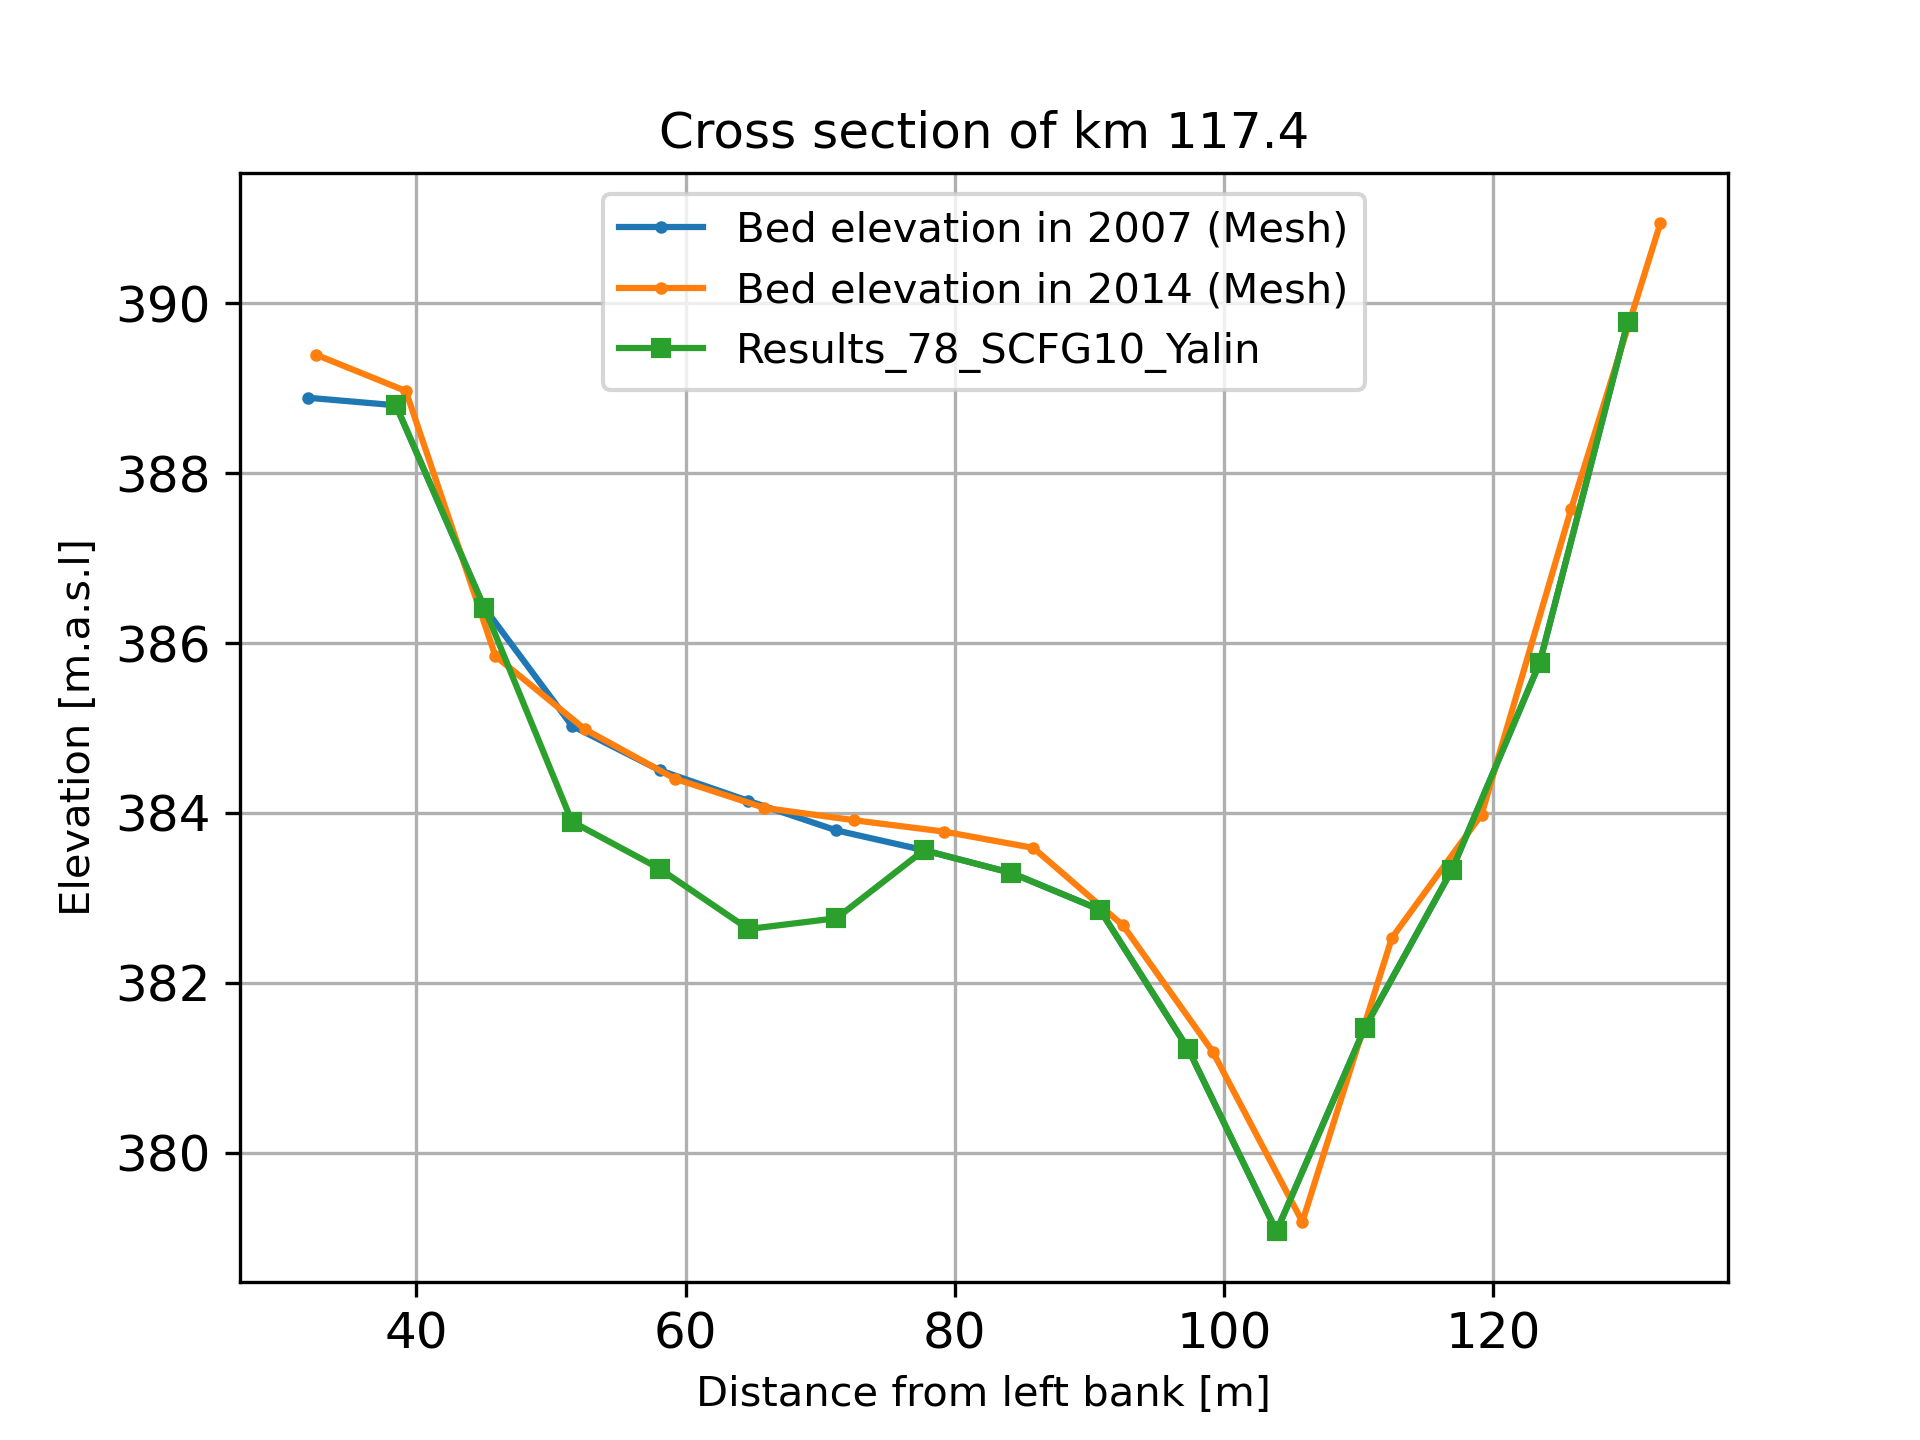 Cross section of km 117.4
Bed elevation in 2007 (Mesh)
Bed elevation in 2014 (Mesh)
Results_78_SCFG10_Yalin
Elevation [m.a.s.l]
390
388
386
384
382
380
40 60 80 100 120
Distance from left bank [m]